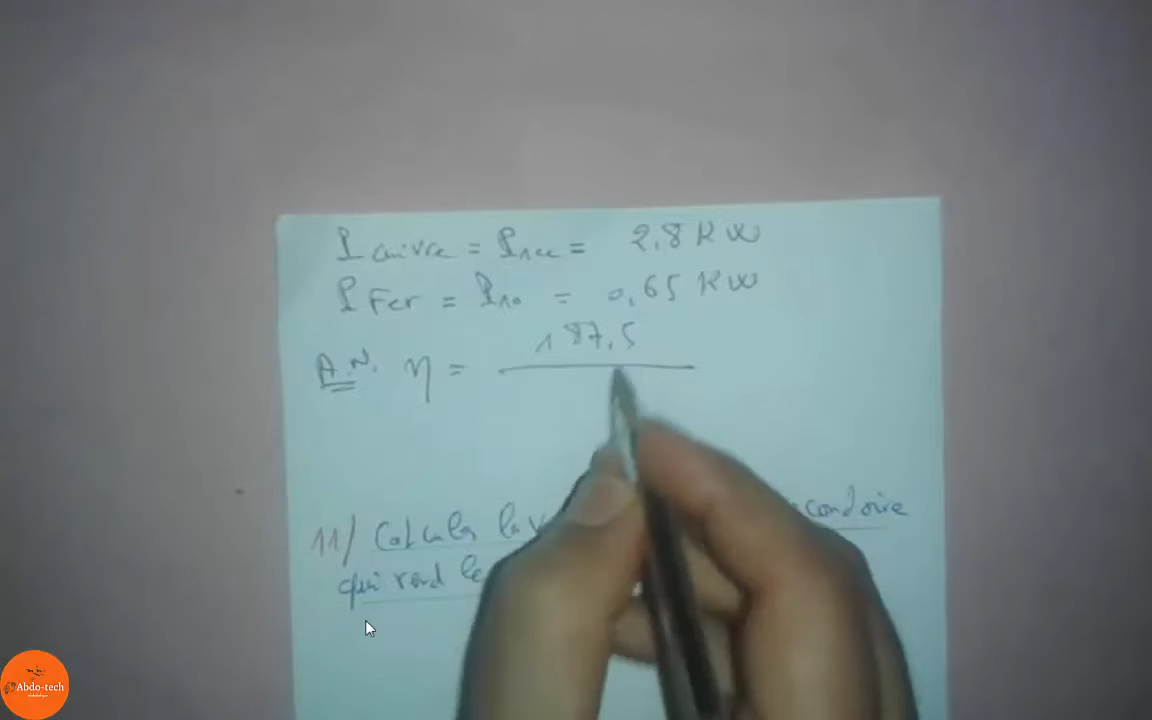 P cuivre = P1cc = 2,8 KW
P Fer = P10 = 0,65 KW
187,5
A.N. η =
11/ Calculer la v condaire
qui rend le
Abdo-tech